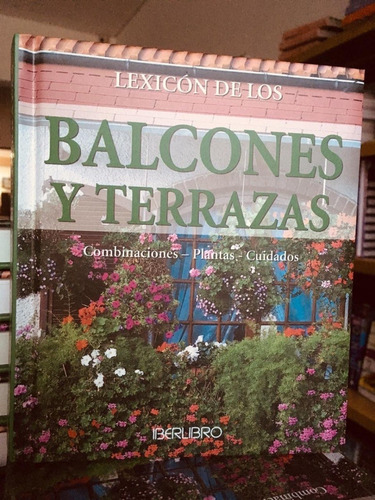 LEXICÓN DE LOS
BALCONES
Y TERRAZAS
Combinaciones – Plantas - Cuidados
IBERLIBRO